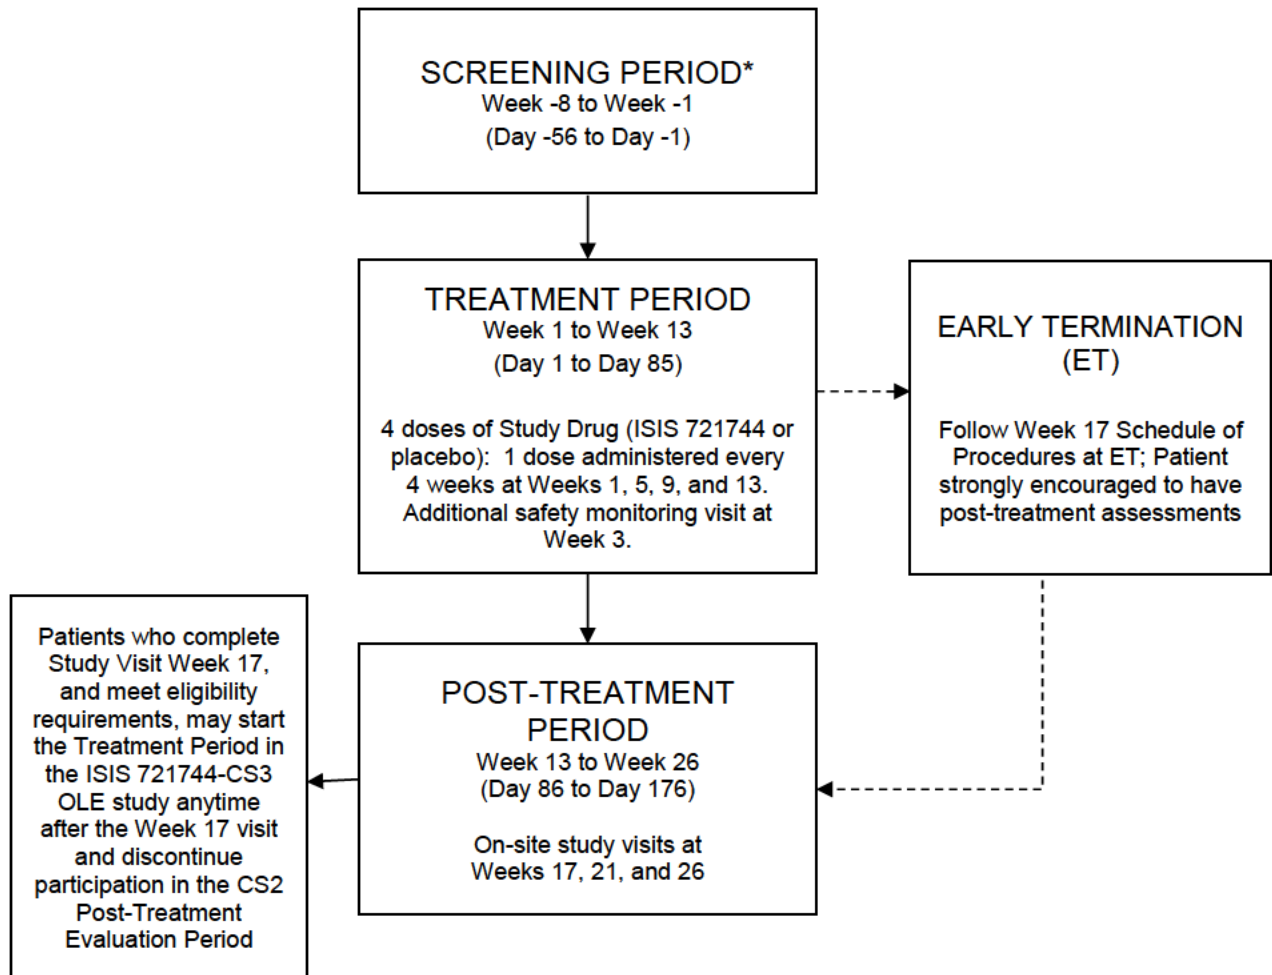 SCREENING PERIOD*
Week -8 to Week -1
(Day -56 to Day -1)
TREATMENT PERIOD
Week 1 to Week 13
(Day 1 to Day 85)
4 doses of Study Drug (ISIS 721744 or
placebo): 1 dose administered every
4 weeks at Weeks 1, 5, 9, and 13.
Additional safety monitoring visit at
Week 3.
EARLY TERMINATION
(ET)
Follow Week 17 Schedule of
Procedures at ET; Patient
strongly encouraged to have
post-treatment assessments
Patients who complete
Study Visit Week 17,
and meet eligibility
requirements, may start
the Treatment Period in
the ISIS 721744-CS3
OLE study anytime
after the Week 17 visit
and discontinue
participation in the CS2
Post-Treatment
Evaluation Period
POST-TREATMENT
PERIOD
Week 13 to Week 26
(Day 86 to Day 176)
On-site study visits at
Weeks 17, 21, and 26